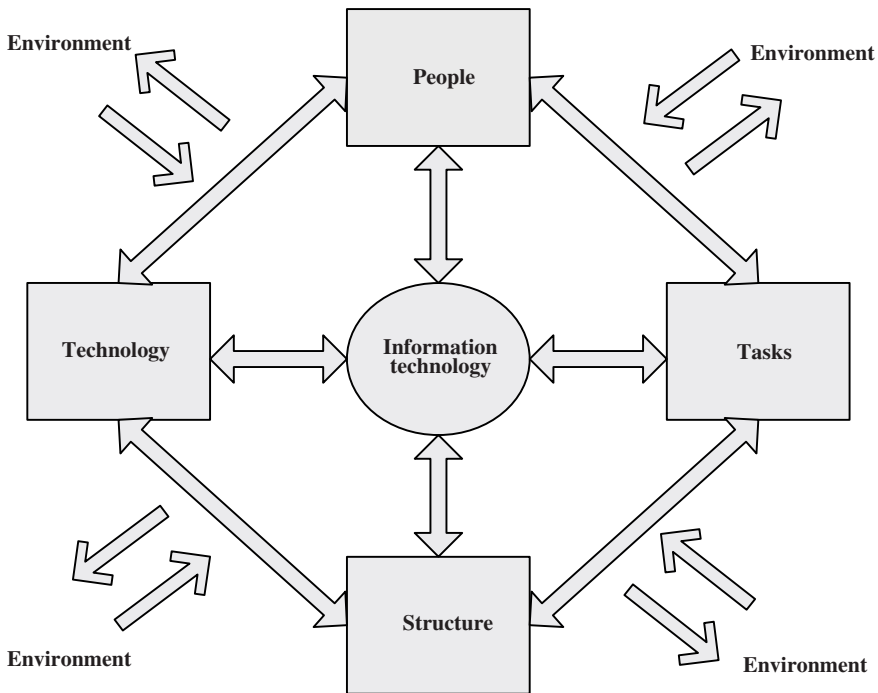 Environment
People
Environment
Technology
Information
technology
Tasks
Structure
Environment
Environment